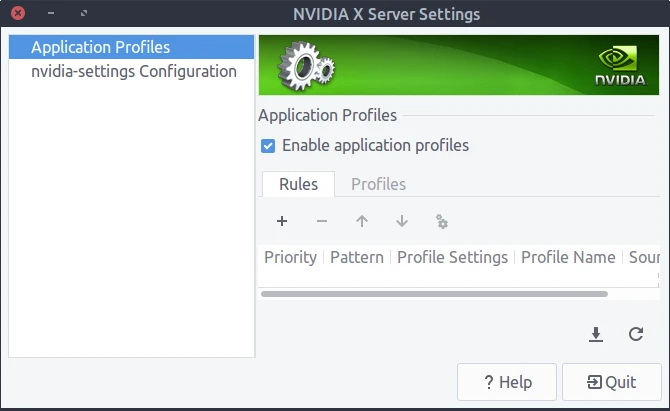 NVIDIA X Server Settings
Application Profiles
nvidia-settings Configuration
NVIDIA
Application Profiles
Enable application profiles
Rules Profiles
Priority Pattern Profile Settings Profile Name Sour
? Help Quit